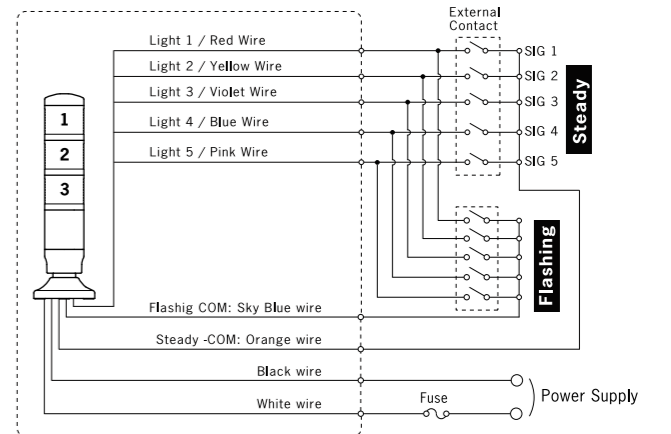 External
Contact
Light 1 / Red Wire
SIG 1
Light 2 / Yellow Wire
SIG 2
Light 3 / Violet Wire
SIG 3
Light 4 / Blue Wire
SIG 4
Light 5 / Pink Wire
SIG 5
Steady
1
2
3
Flashing
Flashig COM: Sky Blue wire
Steady -COM: Orange wire
Black wire
White wire
Fuse
Power Supply